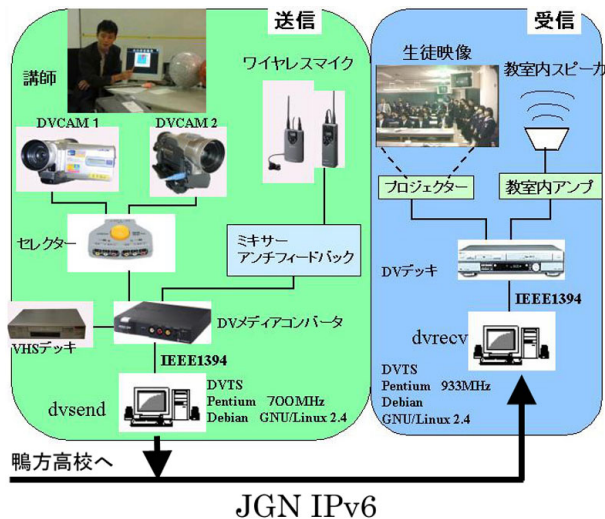 送信
講師
DVCAM 1
DVCAM 2
ワイヤレスマイク
セレクター
ミキサー
アンチフィードバック
VHSデッキ
DVメディアコンバータ
IEEE1394
dvsend
DVTS
Pentium 700MHz
Debian GNU/Linux 2.4
受信
生徒映像
教室内スピーカ
プロジェクター
教室内アンプ
DVデッキ
IEEE1394
dvrecv
DVTS
Pentium 933MHz
Debian
GNU/Linux 2.4
鴨方高校へ
JGN IPv6